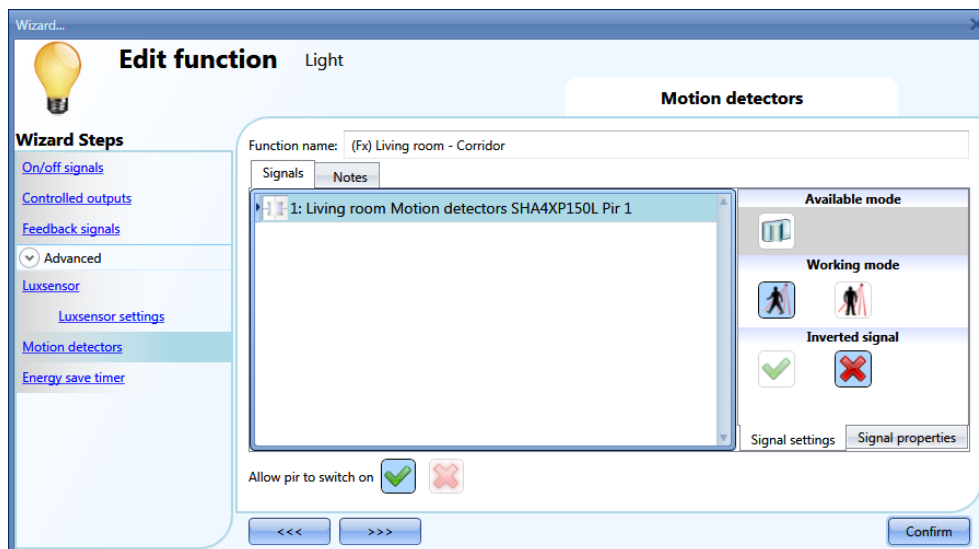 Wizard...
Edit function Light
Motion detectors
Wizard Steps
On/off signals
Controlled outputs
Feedback signals
Advanced
Luxsensor
Luxsensor settings
Motion detectors
Energy save timer
Function name: (Fx) Living room - Corridor
Signals Notes
1: Living room Motion detectors SHA4XP150L Pir 1
Available mode
Working mode
Inverted signal
Signal settings Signal properties
Allow pir to switch on
<<< >>> Confirm